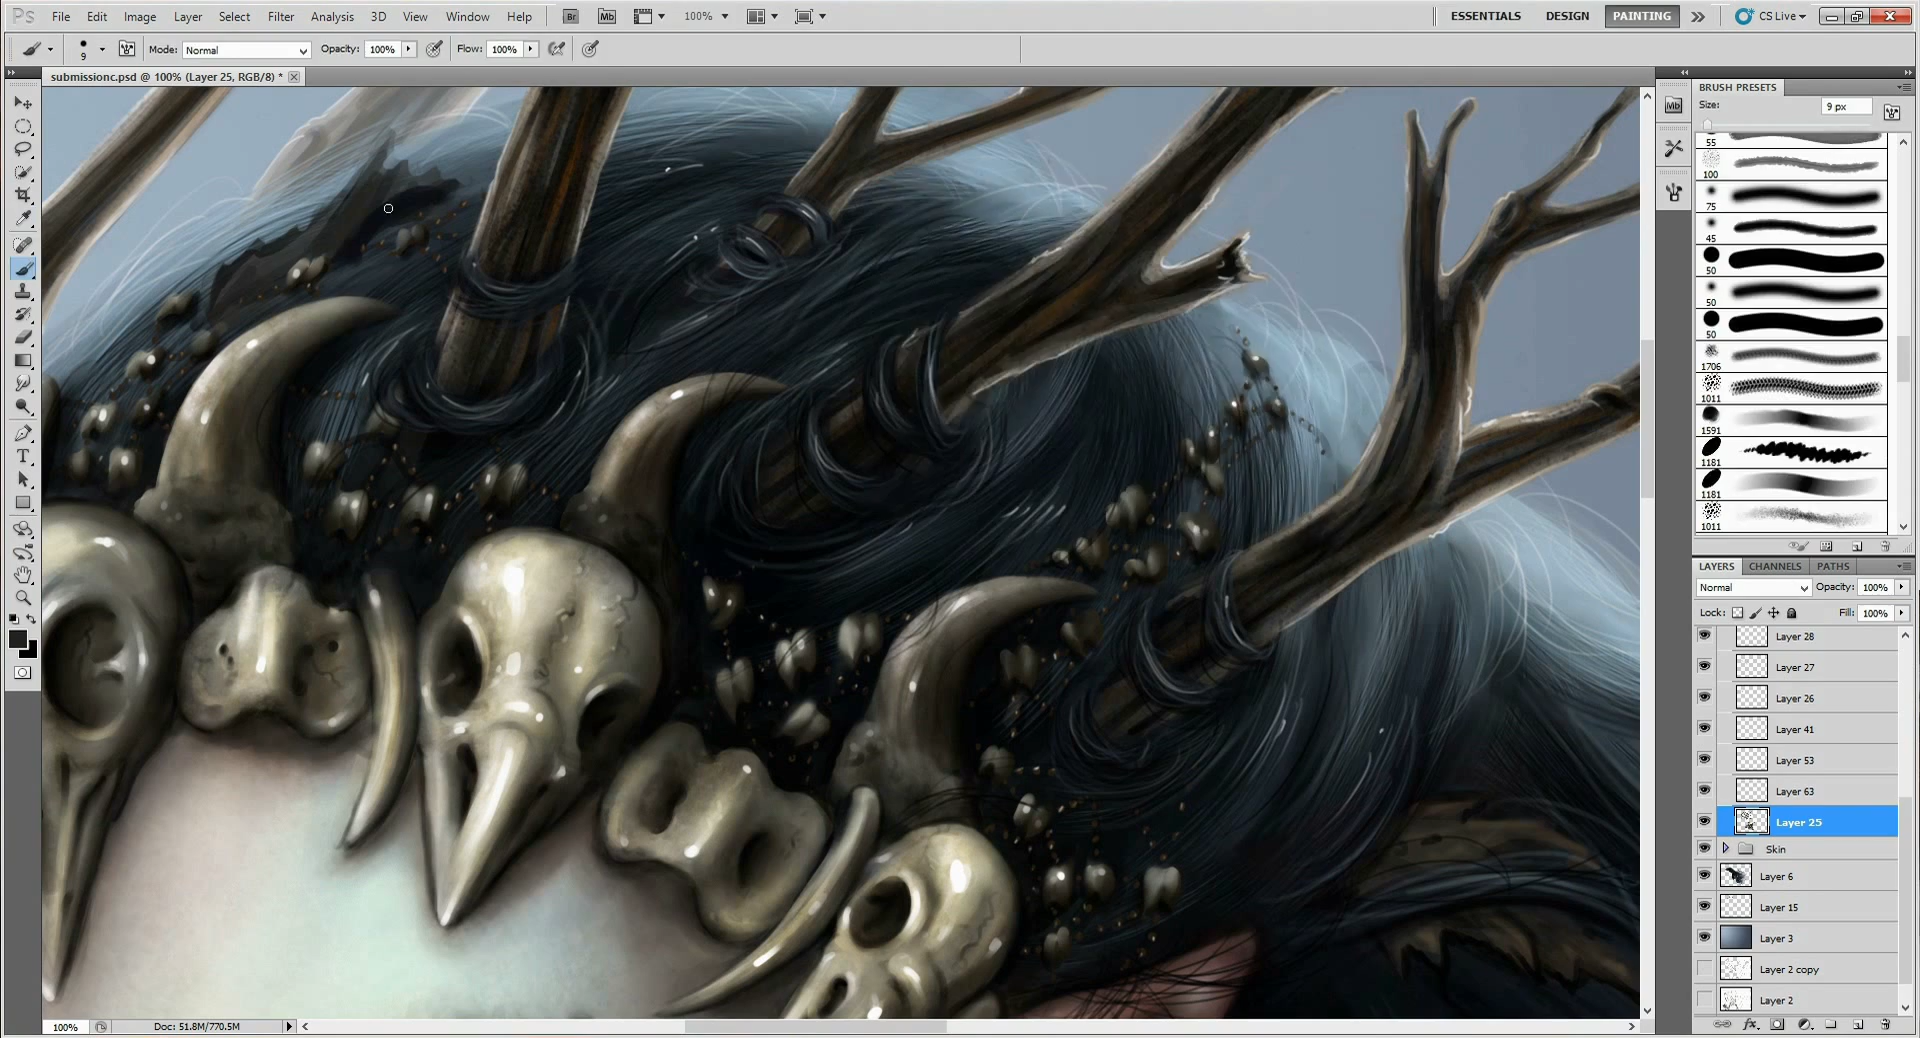 Ps File Edit Image Layer Select Filter Analysis 3D View Window Help Br Mb 100% ESSENTIALS DESIGN PAINTING CS Live
9 Mode: Normal Opacity: 100% Flow: 100%
submissionc.psd @ 100% (Layer 25, RGB/8) *
BRUSH PRESETS
Size: 9 px
Mb
55
100
75
45
50
50
50
1706
1011
1591
1181
1181
1011
LAYERS CHANNELS PATHS
Normal Opacity: 100%
Lock: Fill: 100%
Layer 28
Layer 27
Layer 26
Layer 41
Layer 53
Layer 63
Layer 25
Skin
Layer 6
Layer 15
Layer 3
Layer 2 copy
Layer 2
T
100% Doc: 51.8M/770.5M
fx